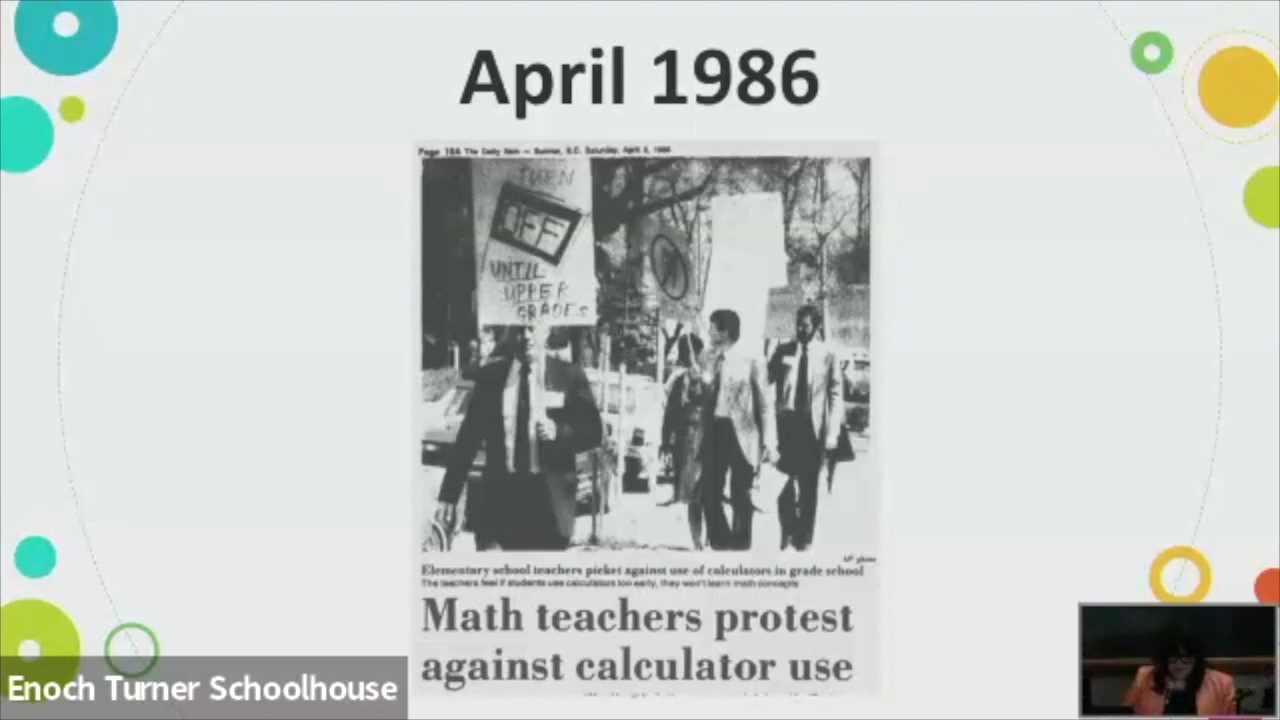 April 1986
Page 10A The Daily Item — Sumter, S.C. Saturday, April 5, 1986
TURN
OFF
UNTIL
UPPER
GRADES
AP photo
Elementary school teachers picket against use of calculators in grade school
The teachers feel if students use calculators too early, they won't learn math concepts
Math teachers protest
against calculator use
Enoch Turner Schoolhouse